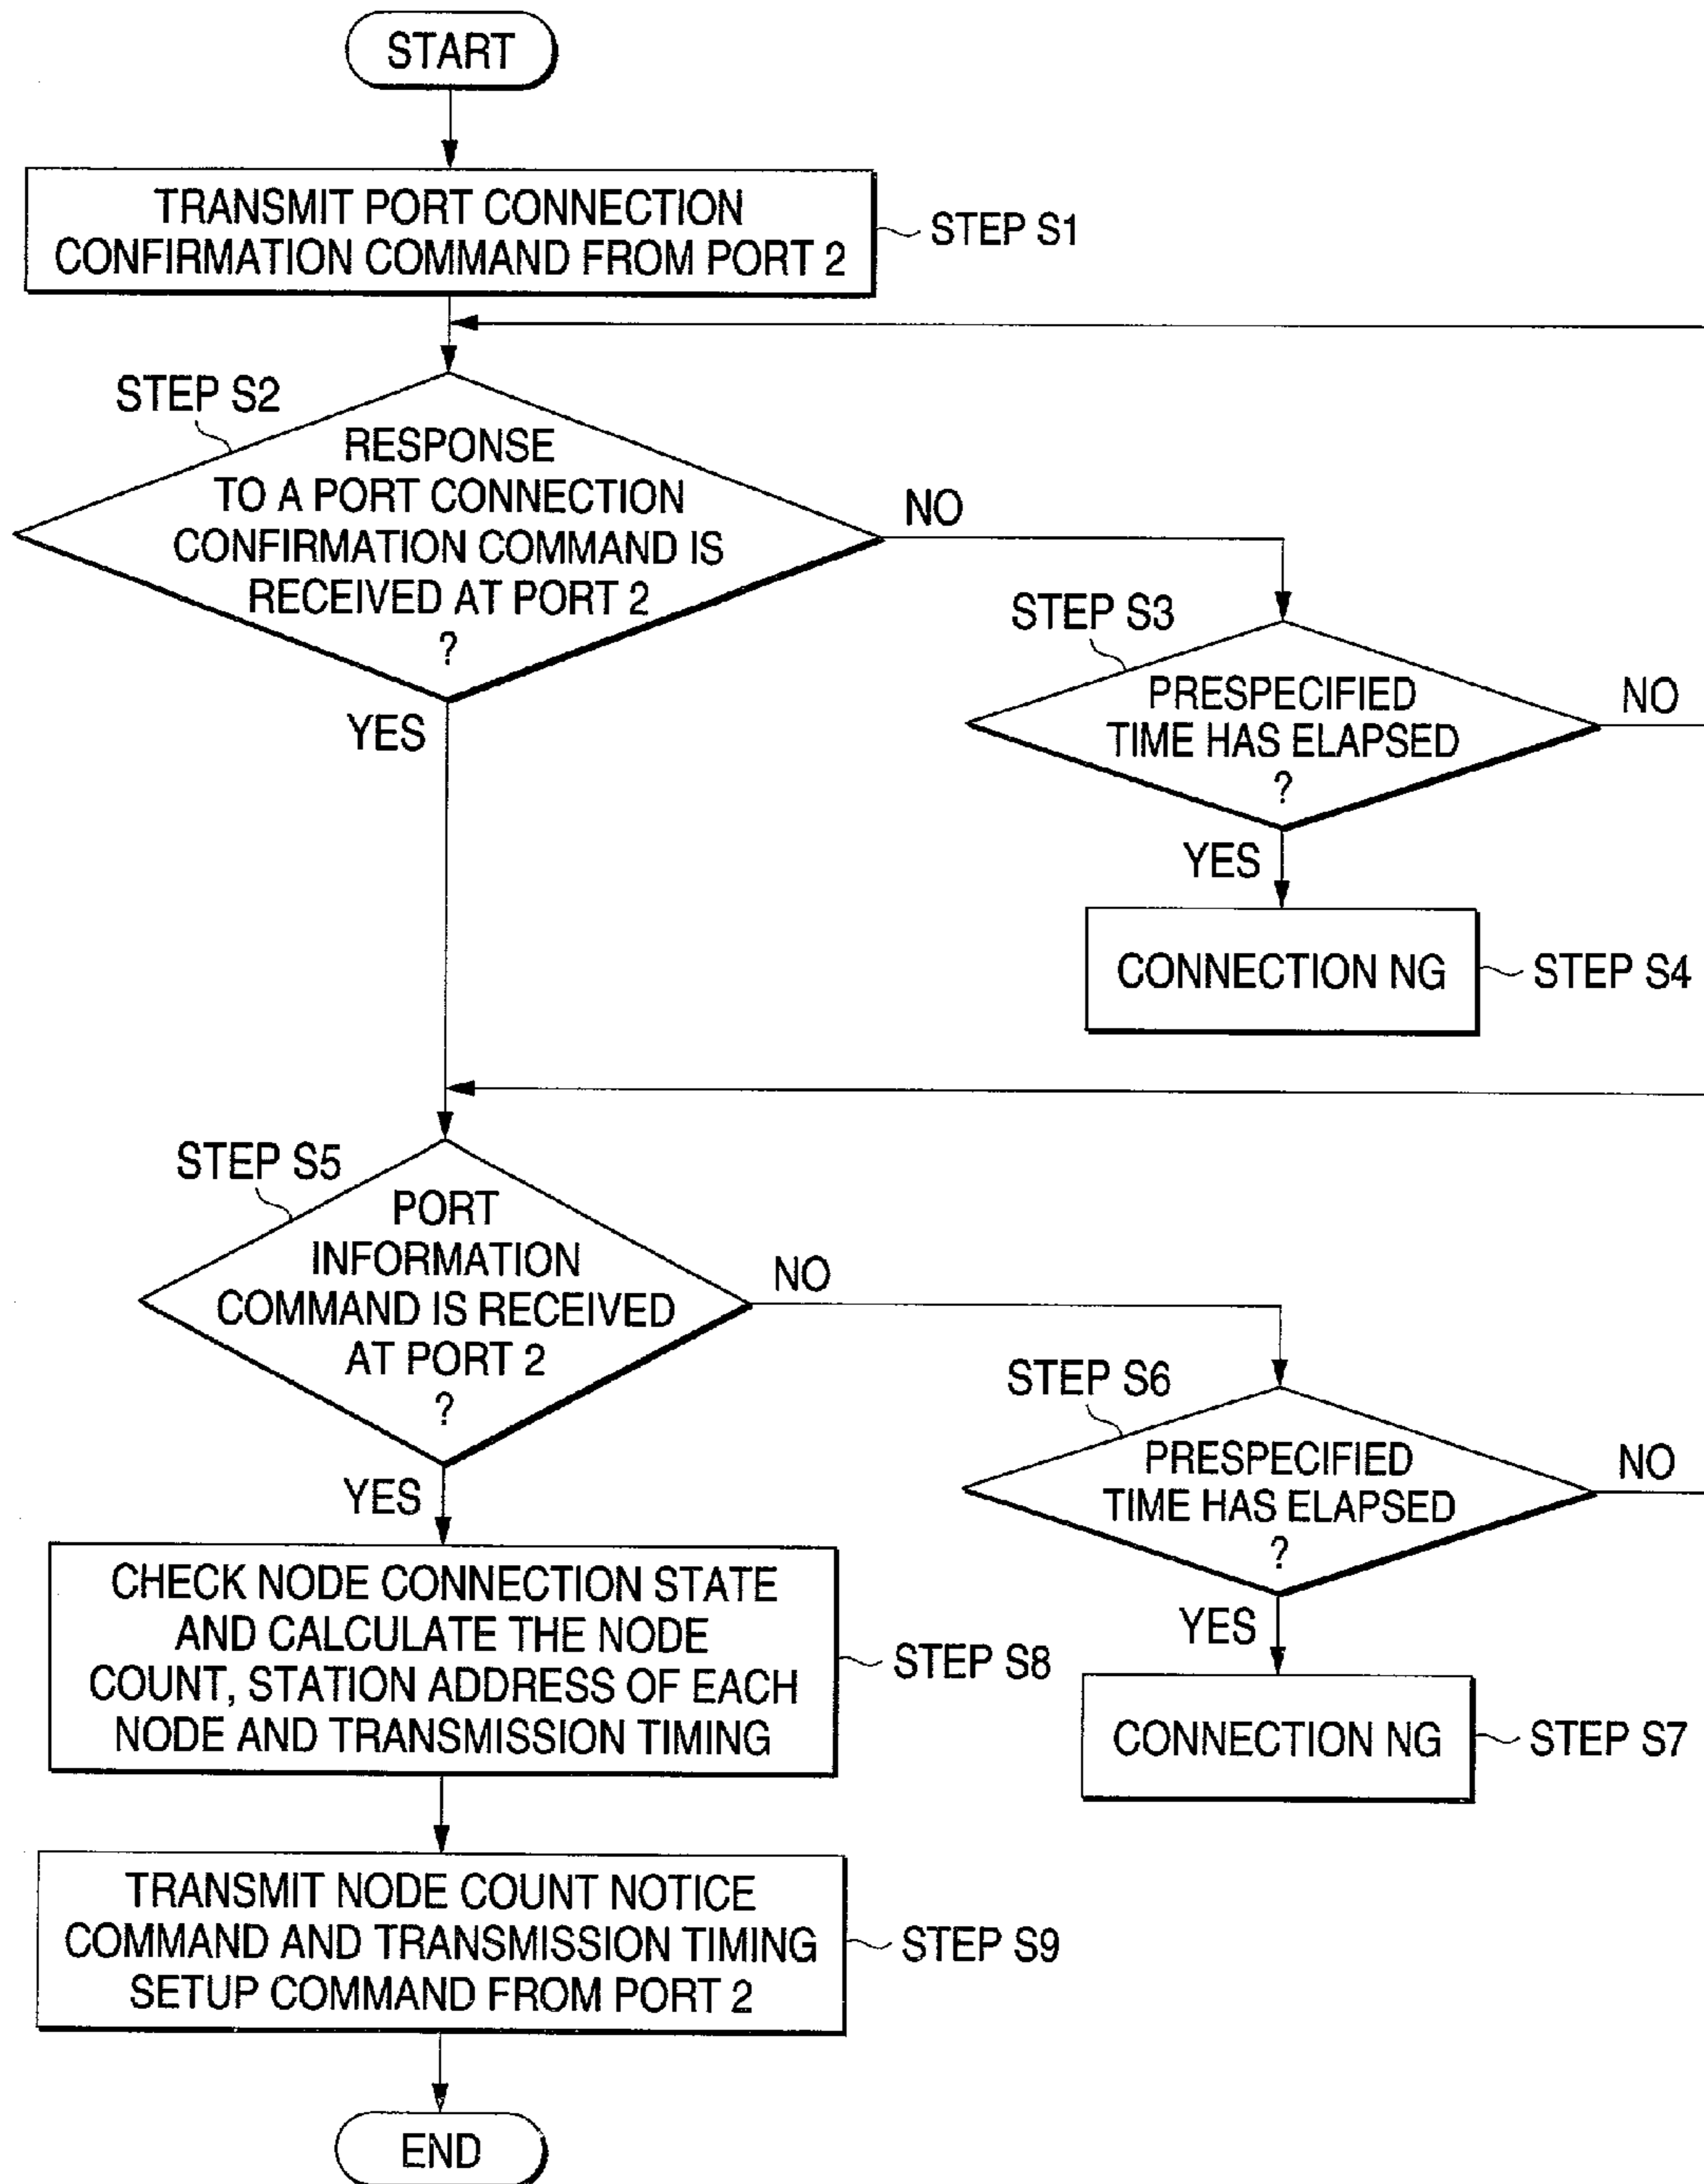 START
TRANSMIT PORT CONNECTION
CONFIRMATION COMMAND FROM PORT 2
STEP S1
STEP S2
RESPONSE
TO A PORT CONNECTION
CONFIRMATION COMMAND IS
RECEIVED AT PORT 2
?
NO
YES
STEP S3
PRESPECIFIED
TIME HAS ELAPSED
?
NO
YES
CONNECTION NG
STEP S4
STEP S5
PORT
INFORMATION
COMMAND IS RECEIVED
AT PORT 2
?
NO
YES
STEP S6
PRESPECIFIED
TIME HAS ELAPSED
?
NO
YES
CONNECTION NG
STEP S7
CHECK NODE CONNECTION STATE
AND CALCULATE THE NODE
COUNT, STATION ADDRESS OF EACH
NODE AND TRANSMISSION TIMING
STEP S8
TRANSMIT NODE COUNT NOTICE
COMMAND AND TRANSMISSION TIMING
SETUP COMMAND FROM PORT 2
STEP S9
END